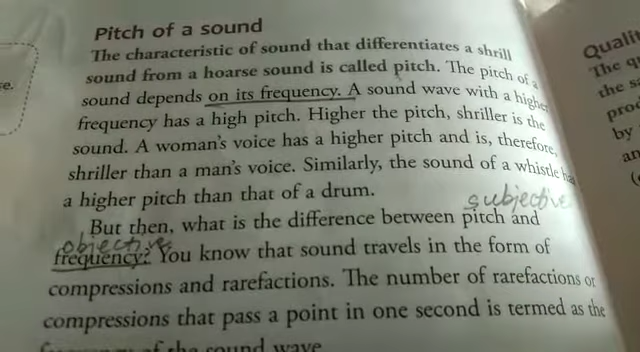 Pitch of a sound
The characteristic of sound that differentiates a shrill
sound from a hoarse sound is called pitch. The pitch of a
sound depends on its frequency. A sound wave with a higher
frequency has a high pitch. Higher the pitch, shriller is the
sound. A woman's voice has a higher pitch and is, therefore,
shriller than a man's voice. Similarly, the sound of a whistle has
a higher pitch than that of a drum.
subjective
But then, what is the difference between pitch and
objective
frequency? You know that sound travels in the form of
compressions and rarefactions. The number of rarefactions or
compressions that pass a point in one second is termed as the
frequency of the sound wave
The
the
by